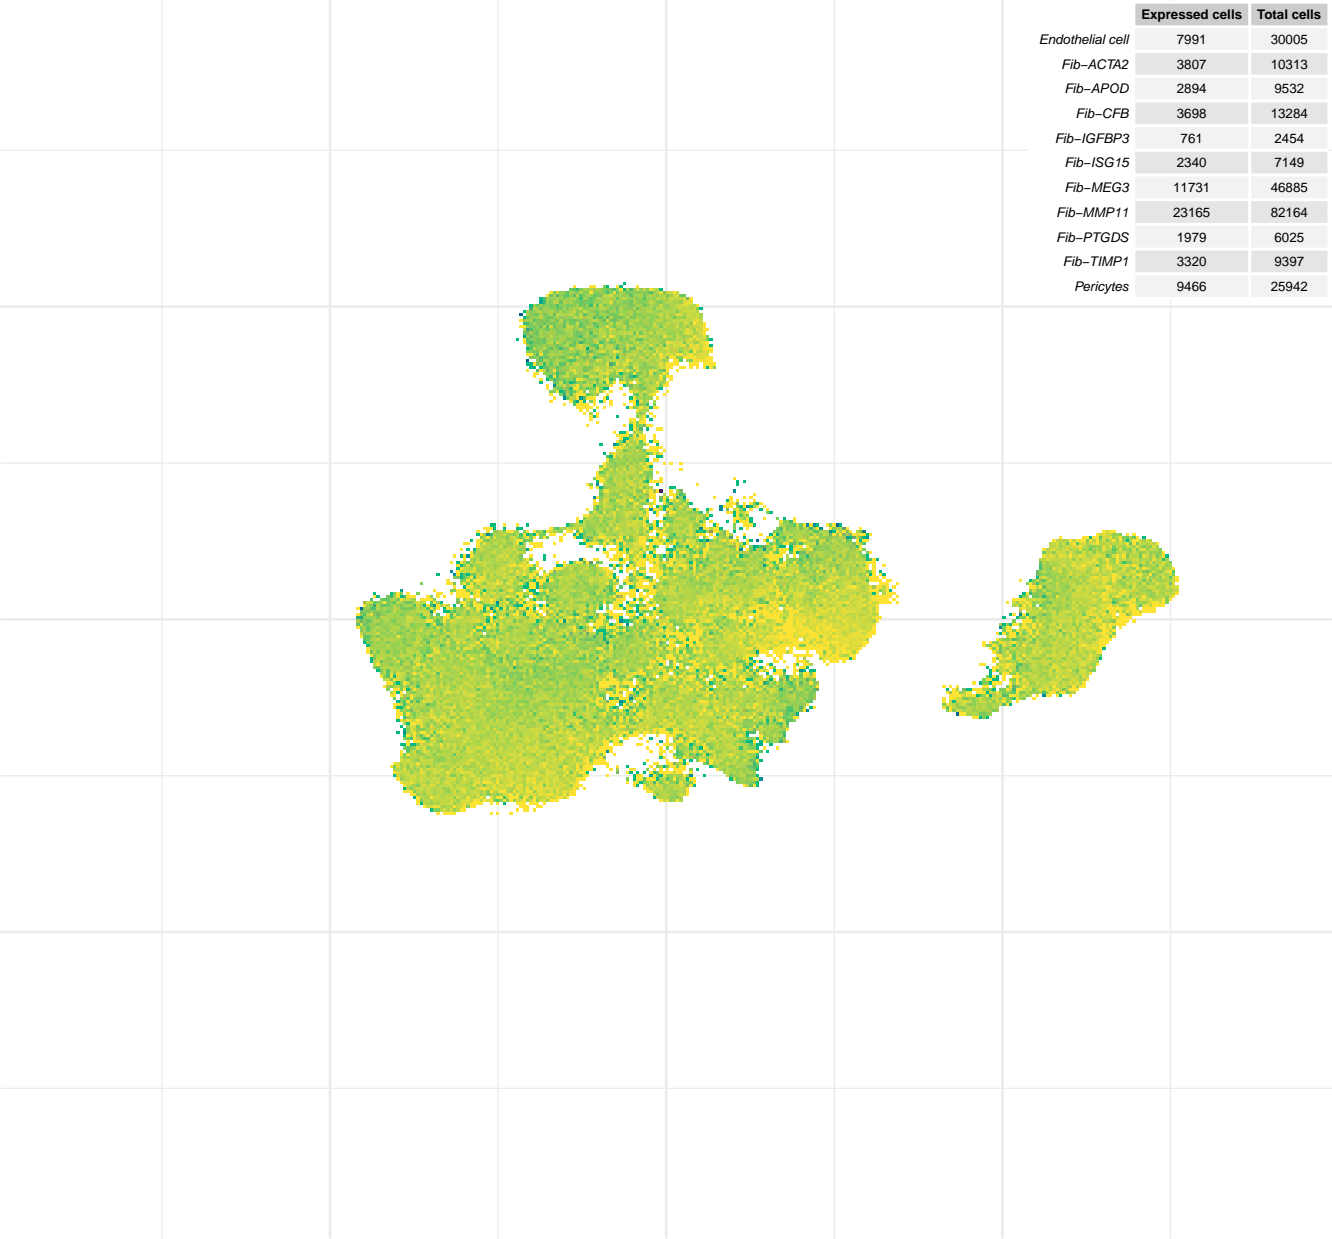 Expressed cells Total cells
Endothelial cell 7991 30005
Fib−ACTA2 3807 10313
Fib−APOD 2894 9532
Fib−CFB 3698 13284
Fib−IGFBP3 761 2454
Fib−ISG15 2340 7149
Fib−MEG3 11731 46885
Fib−MMP11 23165 82164
Fib−PTGDS 1979 6025
Fib−TIMP1 3320 9397
Pericytes 9466 25942